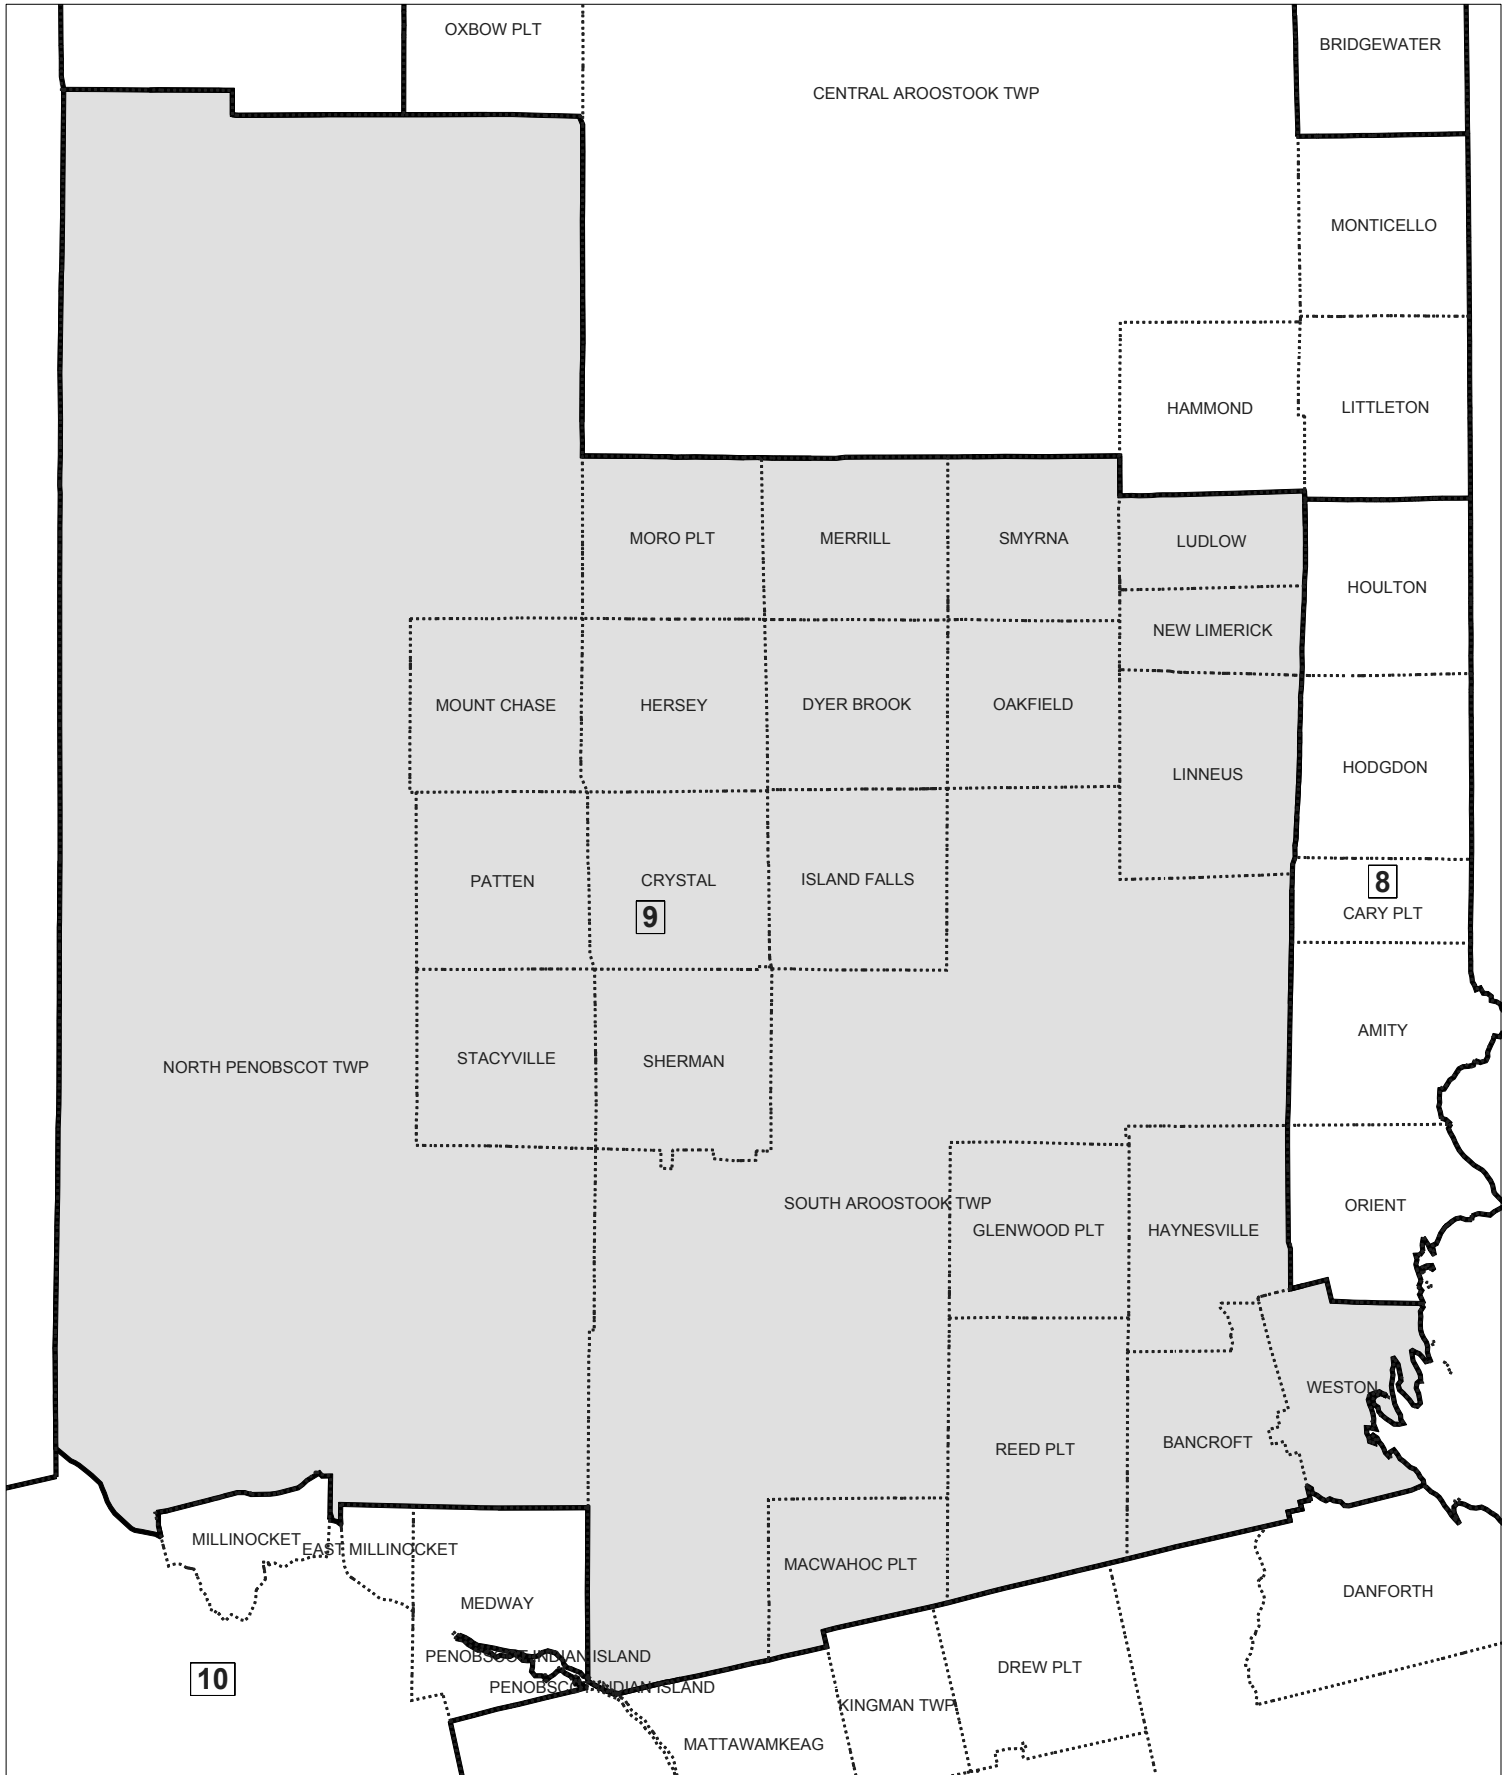 OXBOW PLT
BRIDGEWATER
CENTRAL AROOSTOOK TWP
MONTICELLO
HAMMOND
LITTLETON
MORO PLT
MERRILL
SMYRNA
LUDLOW
HOULTON
NEW LIMERICK
MOUNT CHASE
HERSEY
DYER BROOK
OAKFIELD
LINNEUS
HODGDON
PATTEN
CRYSTAL
ISLAND FALLS
8
9
CARY PLT
AMITY
NORTH PENOBSCOT TWP
STACYVILLE
SHERMAN
SOUTH AROOSTOOK TWP
ORIENT
GLENWOOD PLT
HAYNESVILLE
WESTON
REED PLT
BANCROFT
MILLINOCKET
EAST MILLINOCKET
MACWAHOC PLT
DANFORTH
MEDWAY
PENOBSCOT INDIAN ISLAND
DREW PLT
10
PENOBSCOT INDIAN ISLAND
KINGMAN TWP
MATTAWAMKEAG